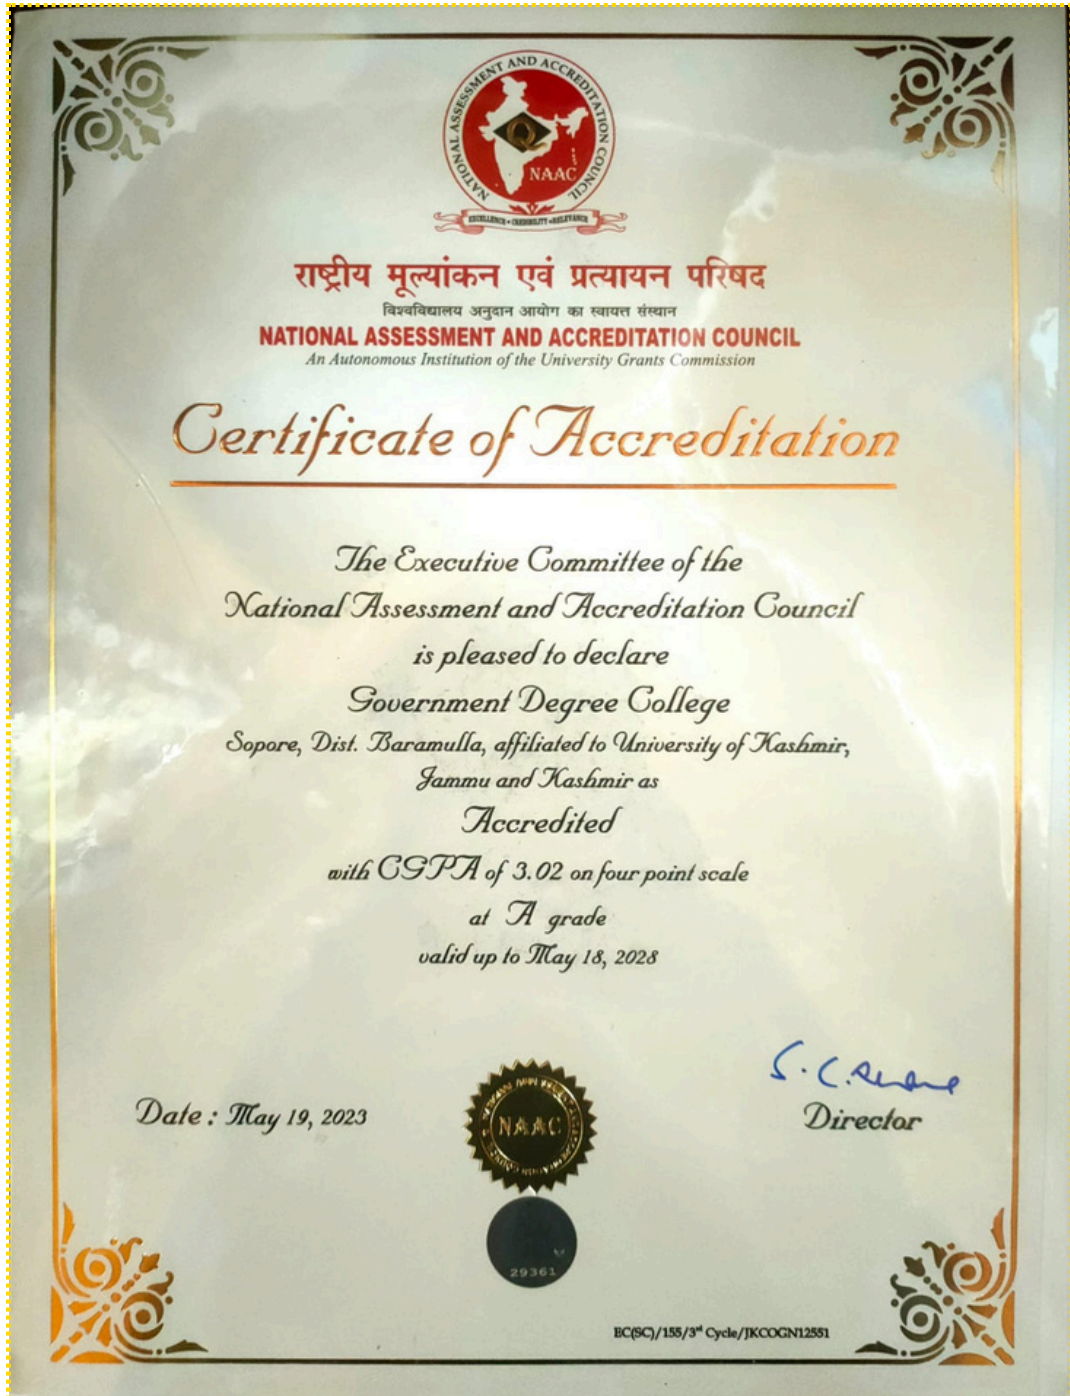 NATIONAL ASSESSMENT AND ACCREDITATION COUNCIL
NAAC
EXCELLENCE • CREDIBILITY • RELEVANCE
राष्ट्रीय मूल्यांकन एवं प्रत्यायन परिषद
विश्वविद्यालय अनुदान आयोग का स्वायत्त संस्थान
NATIONAL ASSESSMENT AND ACCREDITATION COUNCIL
An Autonomous Institution of the University Grants Commission
Certificate of Accreditation
The Executive Committee of the
National Assessment and Accreditation Council
is pleased to declare
Government Degree College
Sopore, Dist. Baramulla, affiliated to University of Kashmir,
Jammu and Kashmir as
Accredited
with CGPA of 3.02 on four point scale
at A grade
valid up to May 18, 2028
S. C.
Date : May 19, 2023
Director
NAAC
29361
EC(SC)/155/3rd Cycle/JKCOGN12551